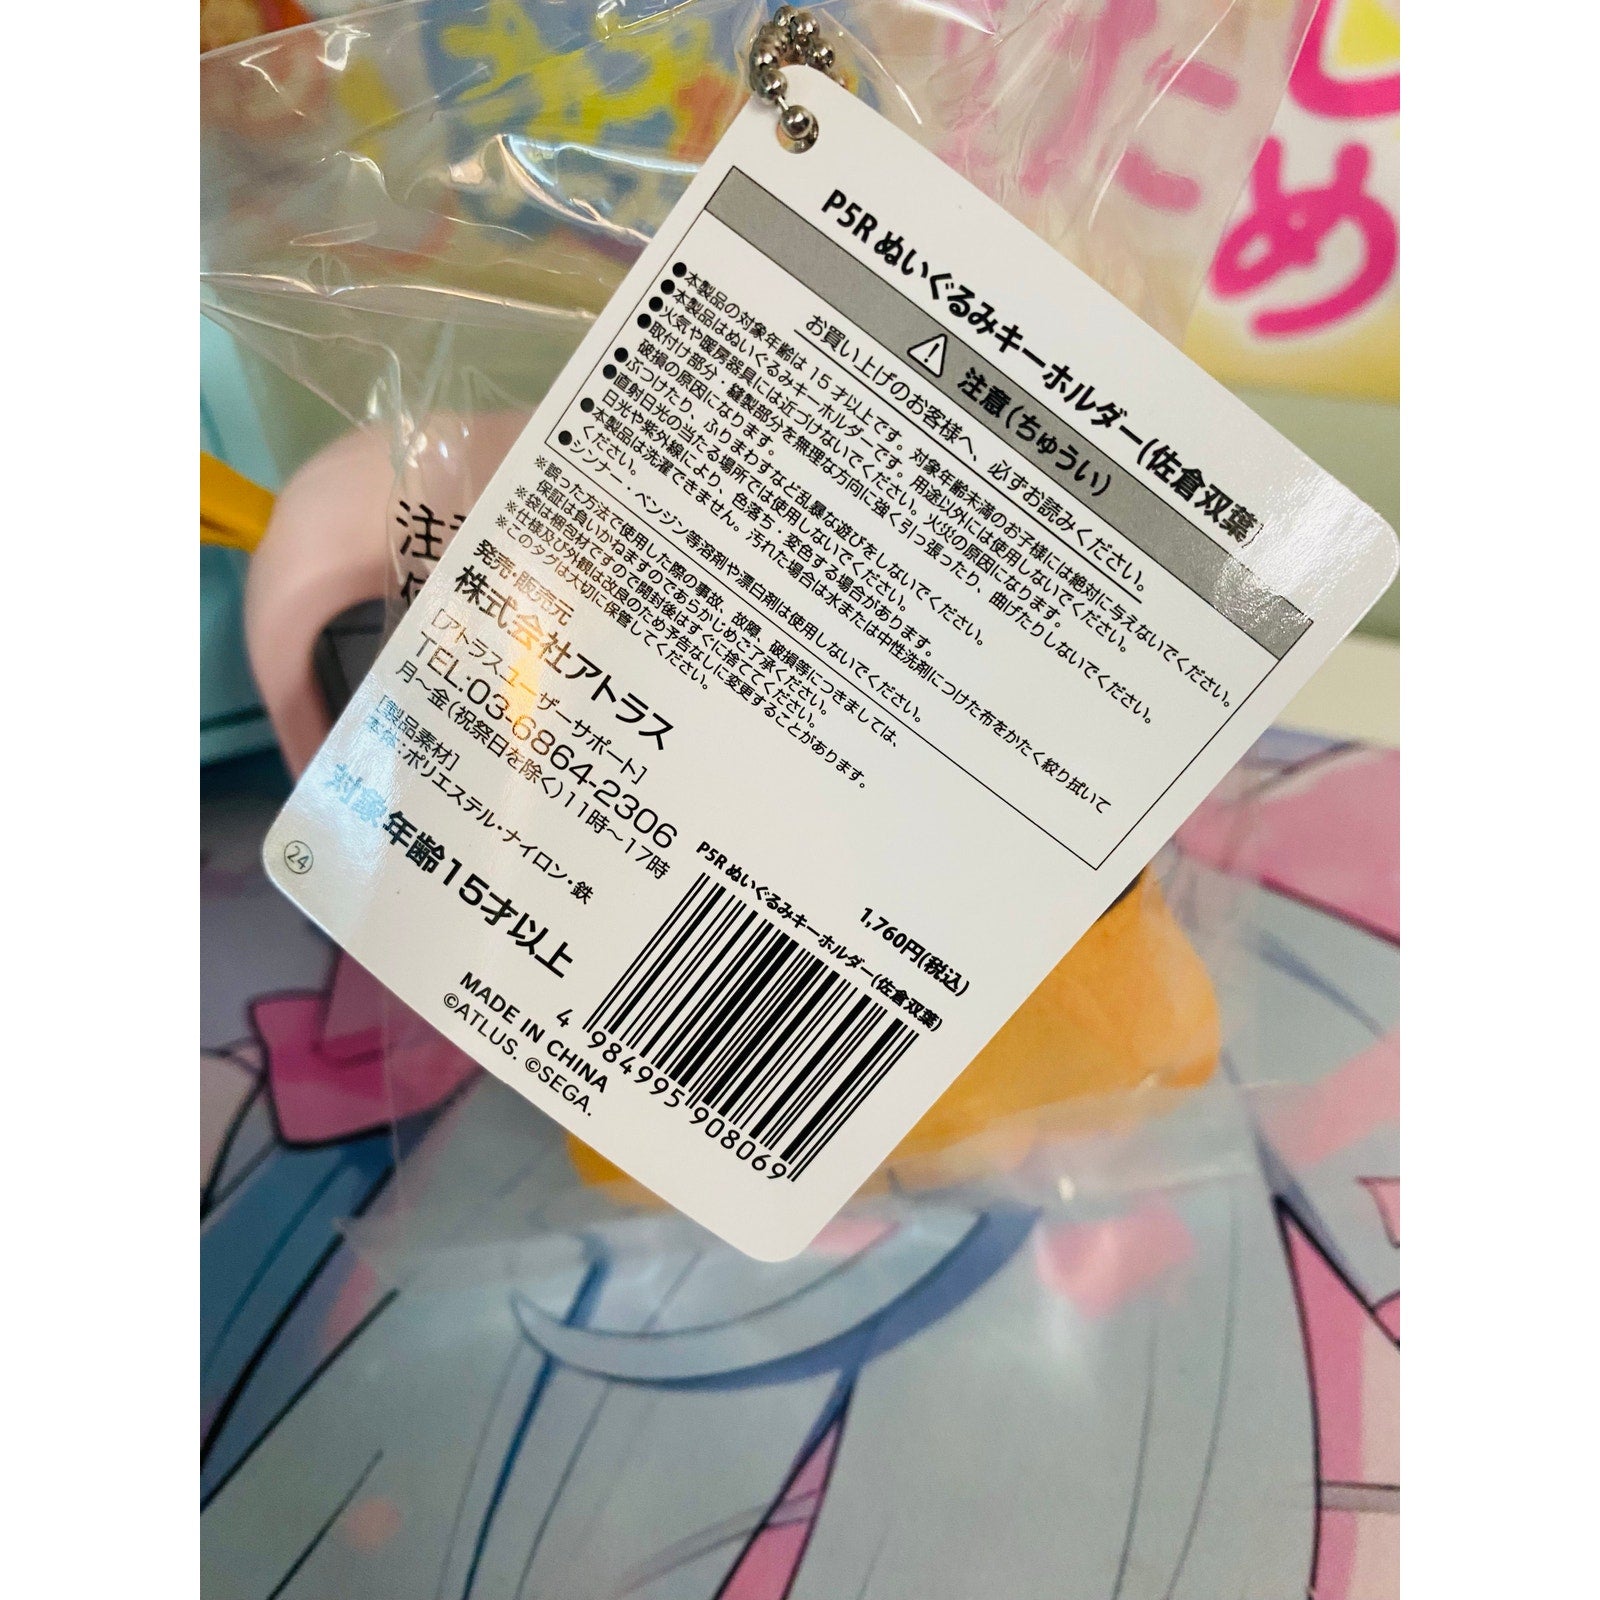 P5R ぬいぐるみキーホルダー(佐倉双葉)
注意(ちゅうい)
お買い上げのお客様へ、必ずお読みください。
●本製品の対象年齢は15才以上です。対象年齢未満のお子様には絶対に与えないでください。
●本製品はぬいぐるみキーホルダーです。用途以外には使用しないでください。
●火気や暖房器具には近づけないでください。火災の原因になります。
●取付け部分・縫製部分を無理な方向に強く引っ張ったり、曲げたりしないでください。
破損の原因になります。
●ぶつけたり、ふりまわすなど乱暴な遊びをしないでください。
●直射日光の当たる場所では使用しないでください。
日光や紫外線により、色落ち・変色する場合があります。
●本製品は洗濯できません。汚れた場合は水または中性洗剤につけた布をかたく絞り拭いて
ください。
●シンナー・ベンジン等溶剤や漂白剤は使用しないでください。
※誤った方法で使用した際の事故、故障、破損等につきましては、
保証は負いかねますのであらかじめご了承ください。
※袋は梱包材ですので開封後はすぐに捨ててください。
※仕様及び外観は改良のため予告なしに変更することがあります。
※このタグは大切に保管してください。
発売・販売元
株式会社アトラス
[アトラスユーザーサポート]
TEL:03-6864-2306
月〜金(祝祭日を除く)11時〜17時
[製品素材]
本体:ポリエステル・ナイロン・鉄
対象年齢15才以上
24
MADE IN CHINA
©ATLUS. ©SEGA.
1,760円(税込)
P5R ぬいぐるみキーホルダー(佐倉双葉)
4 984995 908069
注
た
め